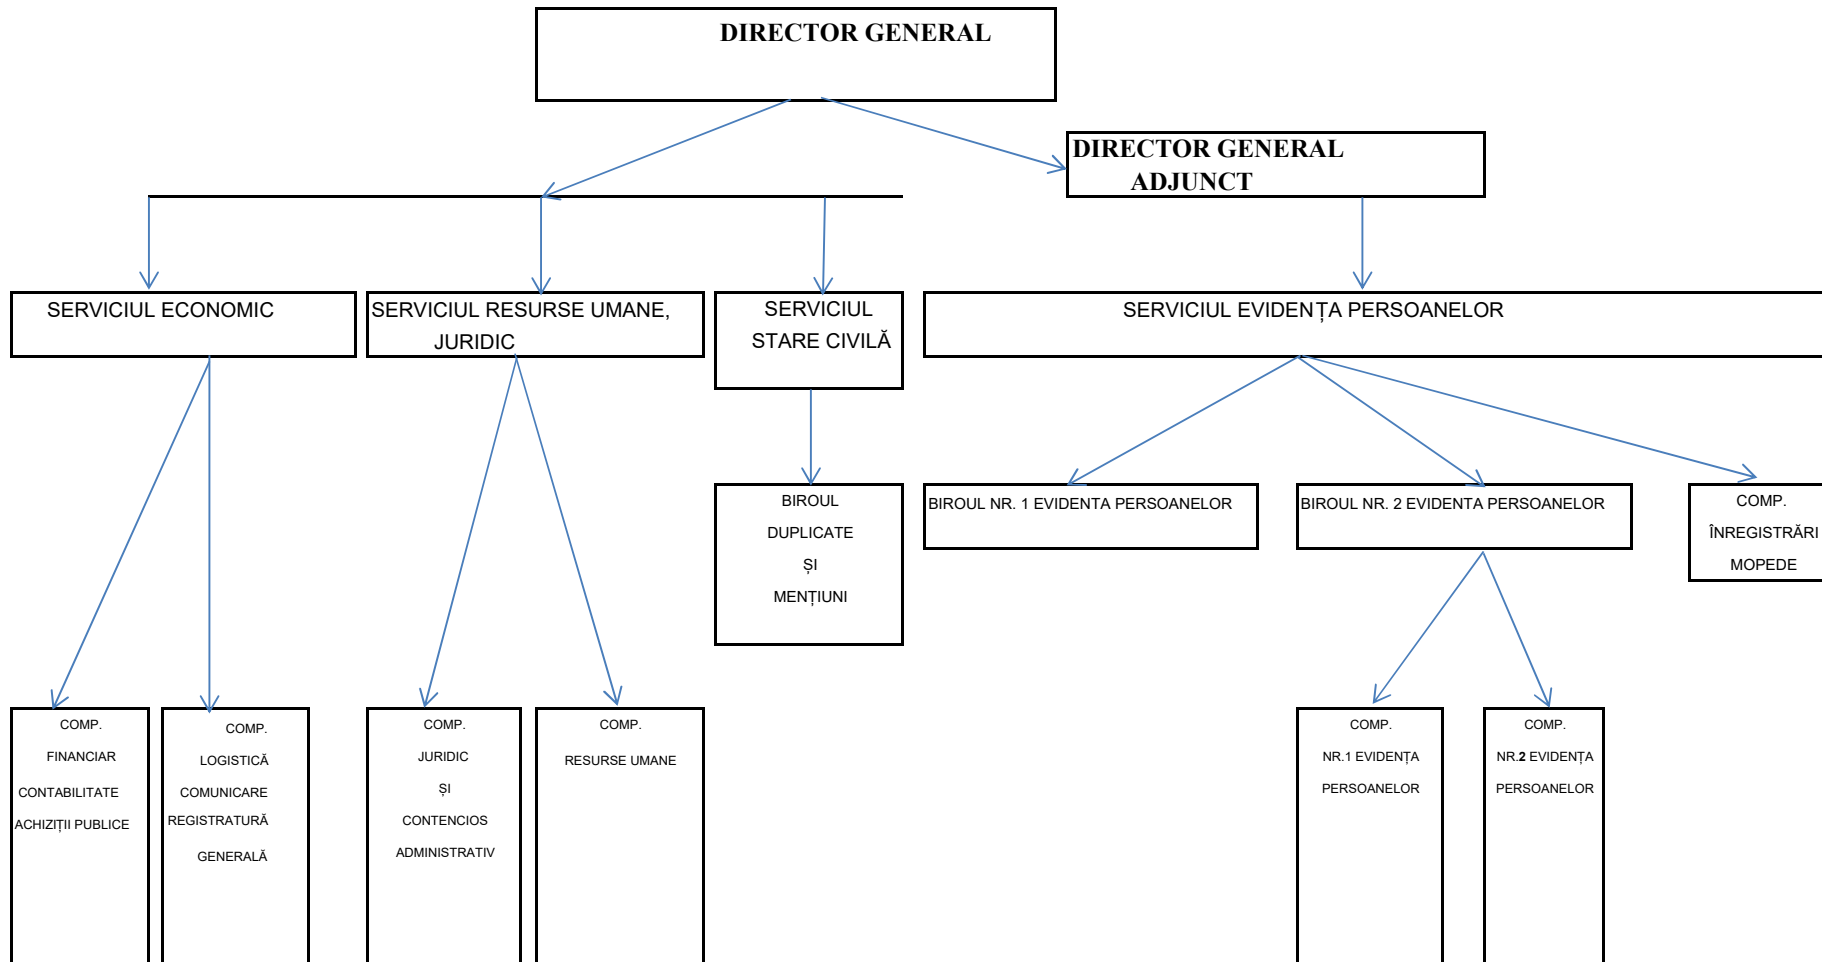 DIRECTOR GENERAL
DIRECTOR GENERAL
ADJUNCT
SERVICIUL ECONOMIC
SERVICIUL RESURSE UMANE,
JURIDIC
SERVICIUL
STARE CIVILĂ
SERVICIUL EVIDENȚA PERSOANELOR
BIROUL
DUPLICATE
ȘI
MENȚIUNI
BIROUL NR. 1 EVIDENTA PERSOANELOR
BIROUL NR. 2 EVIDENTA PERSOANELOR
COMP.
ÎNREGISTRĂRI
MOPEDE
COMP.
FINANCIAR
CONTABILITATE
ACHIZIȚII PUBLICE
COMP.
LOGISTICĂ
COMUNICARE
REGISTRATURĂ
GENERALĂ
COMP.
JURIDIC
ȘI
CONTENCIOS
ADMINISTRATIV
COMP.
RESURSE UMANE
COMP.
NR.1 EVIDENȚA
PERSOANELOR
COMP.
NR.2 EVIDENȚA
PERSOANELOR